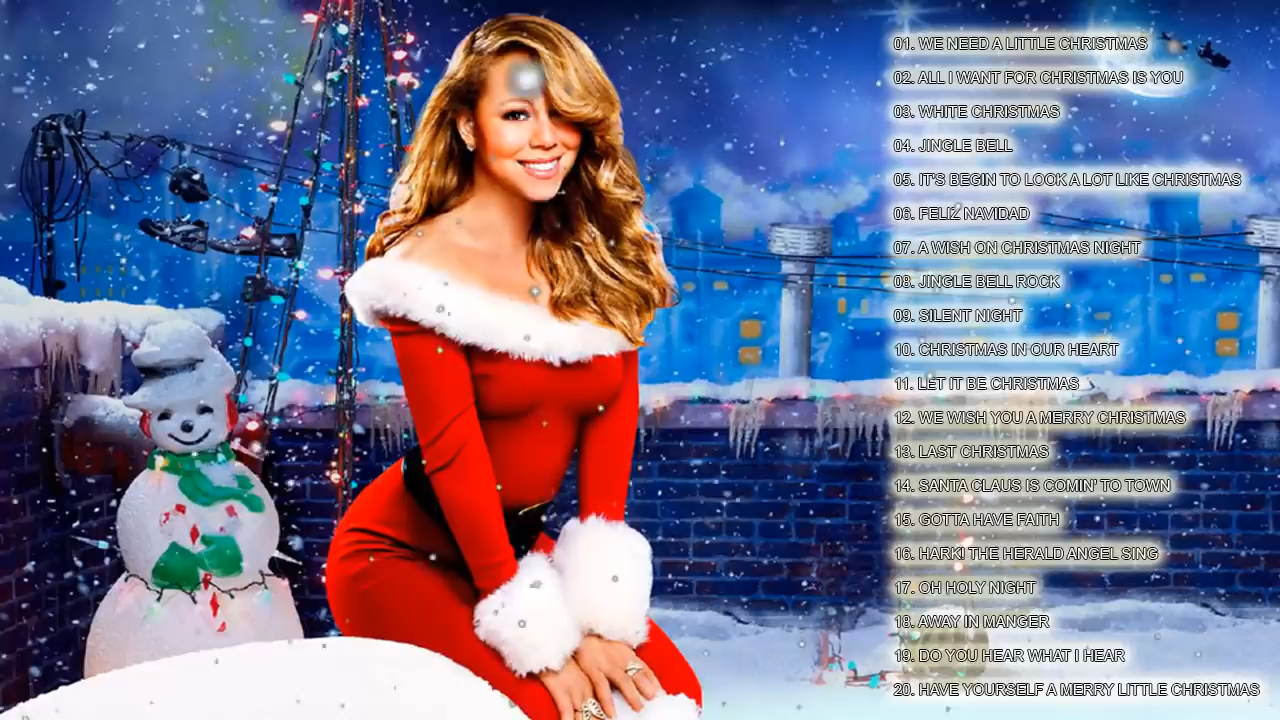 01. WE NEED A LITTLE CHRISTMAS
02. ALL I WANT FOR CHRISTMAS IS YOU
03. WHITE CHRISTMAS
04. JINGLE BELL
05. IT'S BEGIN TO LOOK A LOT LIKE CHRISTMAS
06. FELIZ NAVIDAD
07. A WISH ON CHRISTMAS NIGHT
08. JINGLE BELL ROCK
09. SILENT NIGHT
10. CHRISTMAS IN OUR HEART
11. LET IT BE CHRISTMAS
12. WE WISH YOU A MERRY CHRISTMAS
13. LAST CHRISTMAS
14. SANTA CLAUS IS COMIN' TO TOWN
15. GOTTA HAVE FAITH
16. HARK! THE HERALD ANGEL SING
17. OH HOLY NIGHT
18. AWAY IN MANGER
19. DO YOU HEAR WHAT I HEAR
20. HAVE YOURSELF A MERRY LITTLE CHRISTMAS